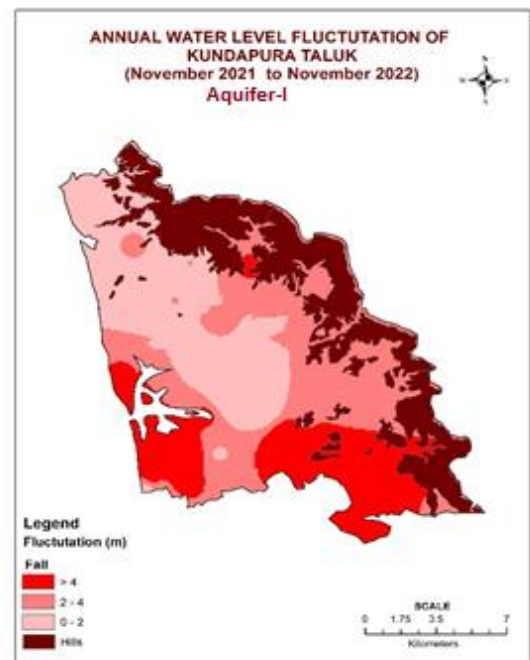 ANNUAL WATER LEVEL FLUCTUTATION OF
KUNDAPURA TALUK
(November 2021 to November 2022)
Aquifer-I
N
W
E
S
Legend
Fluctutation (m)
Fall
> 4
2 - 4
0 - 2
Hills
SCALE
0 1.75 3.5 7
Kilometers